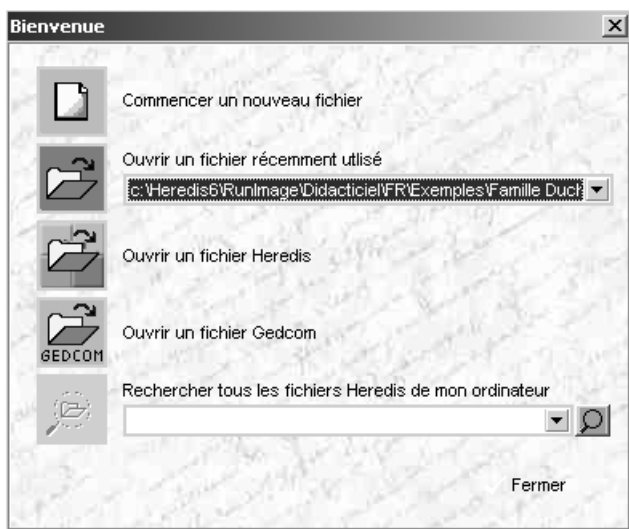 Bienvenue
Commencer un nouveau fichier
Ouvrir un fichier récemment utlisé
c:\Heredis6\RunImage\Didacticiel\FR\Exemples\Famille Duch
Ouvrir un fichier Heredis
Ouvrir un fichier Gedcom
GEDCOM
Rechercher tous les fichiers Heredis de mon ordinateur
Fermer